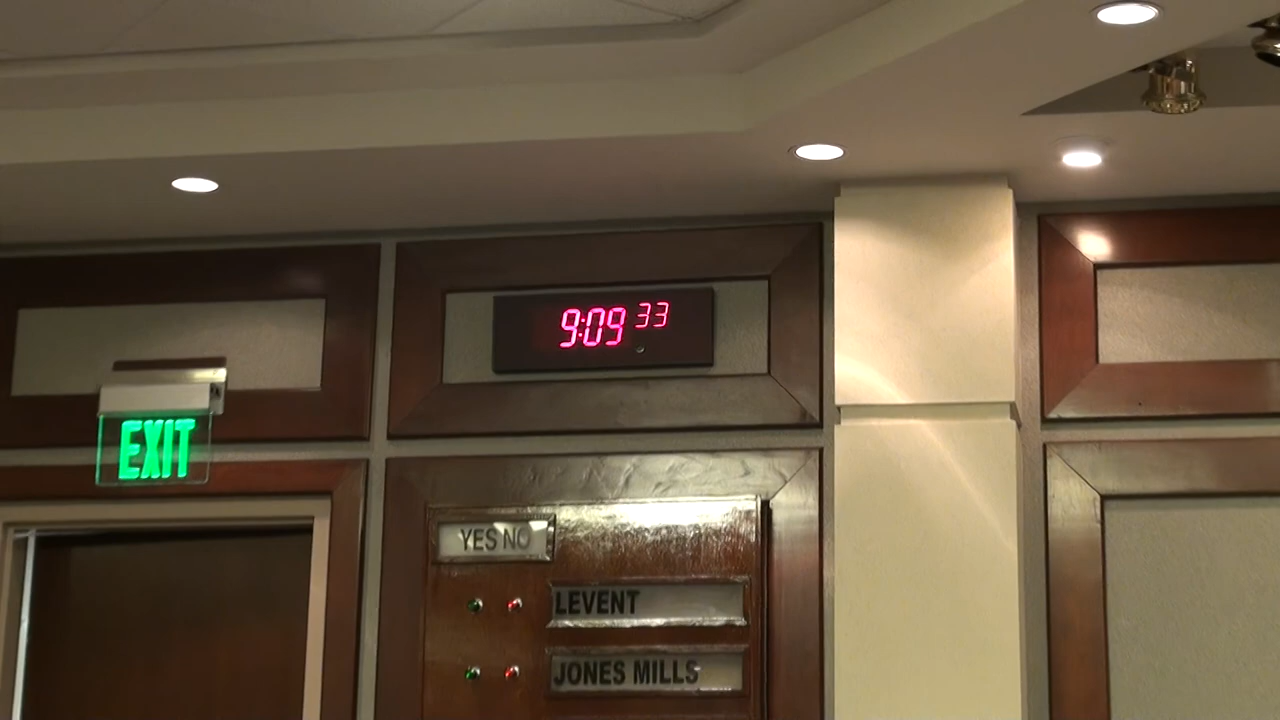 9:09 33
EXIT
YES NO
LEVENT
JONES MILLS